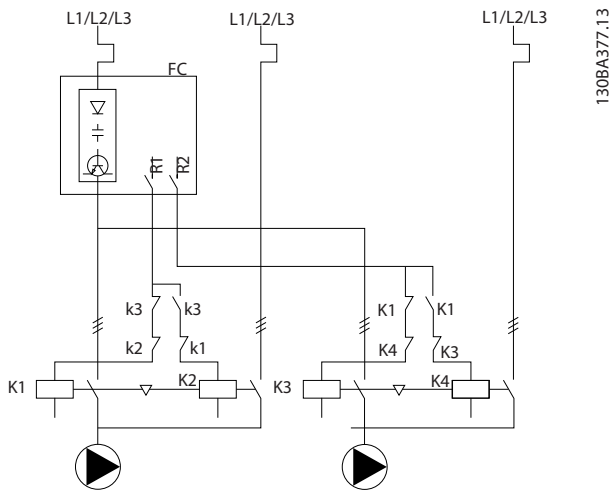 L1/L2/L3
L1/L2/L3
L1/L2/L3
130BA377.13
FC
R1
R2
k3
k3
K1
K1
k2
k1
K4
K3
K1
K2
K3
K4